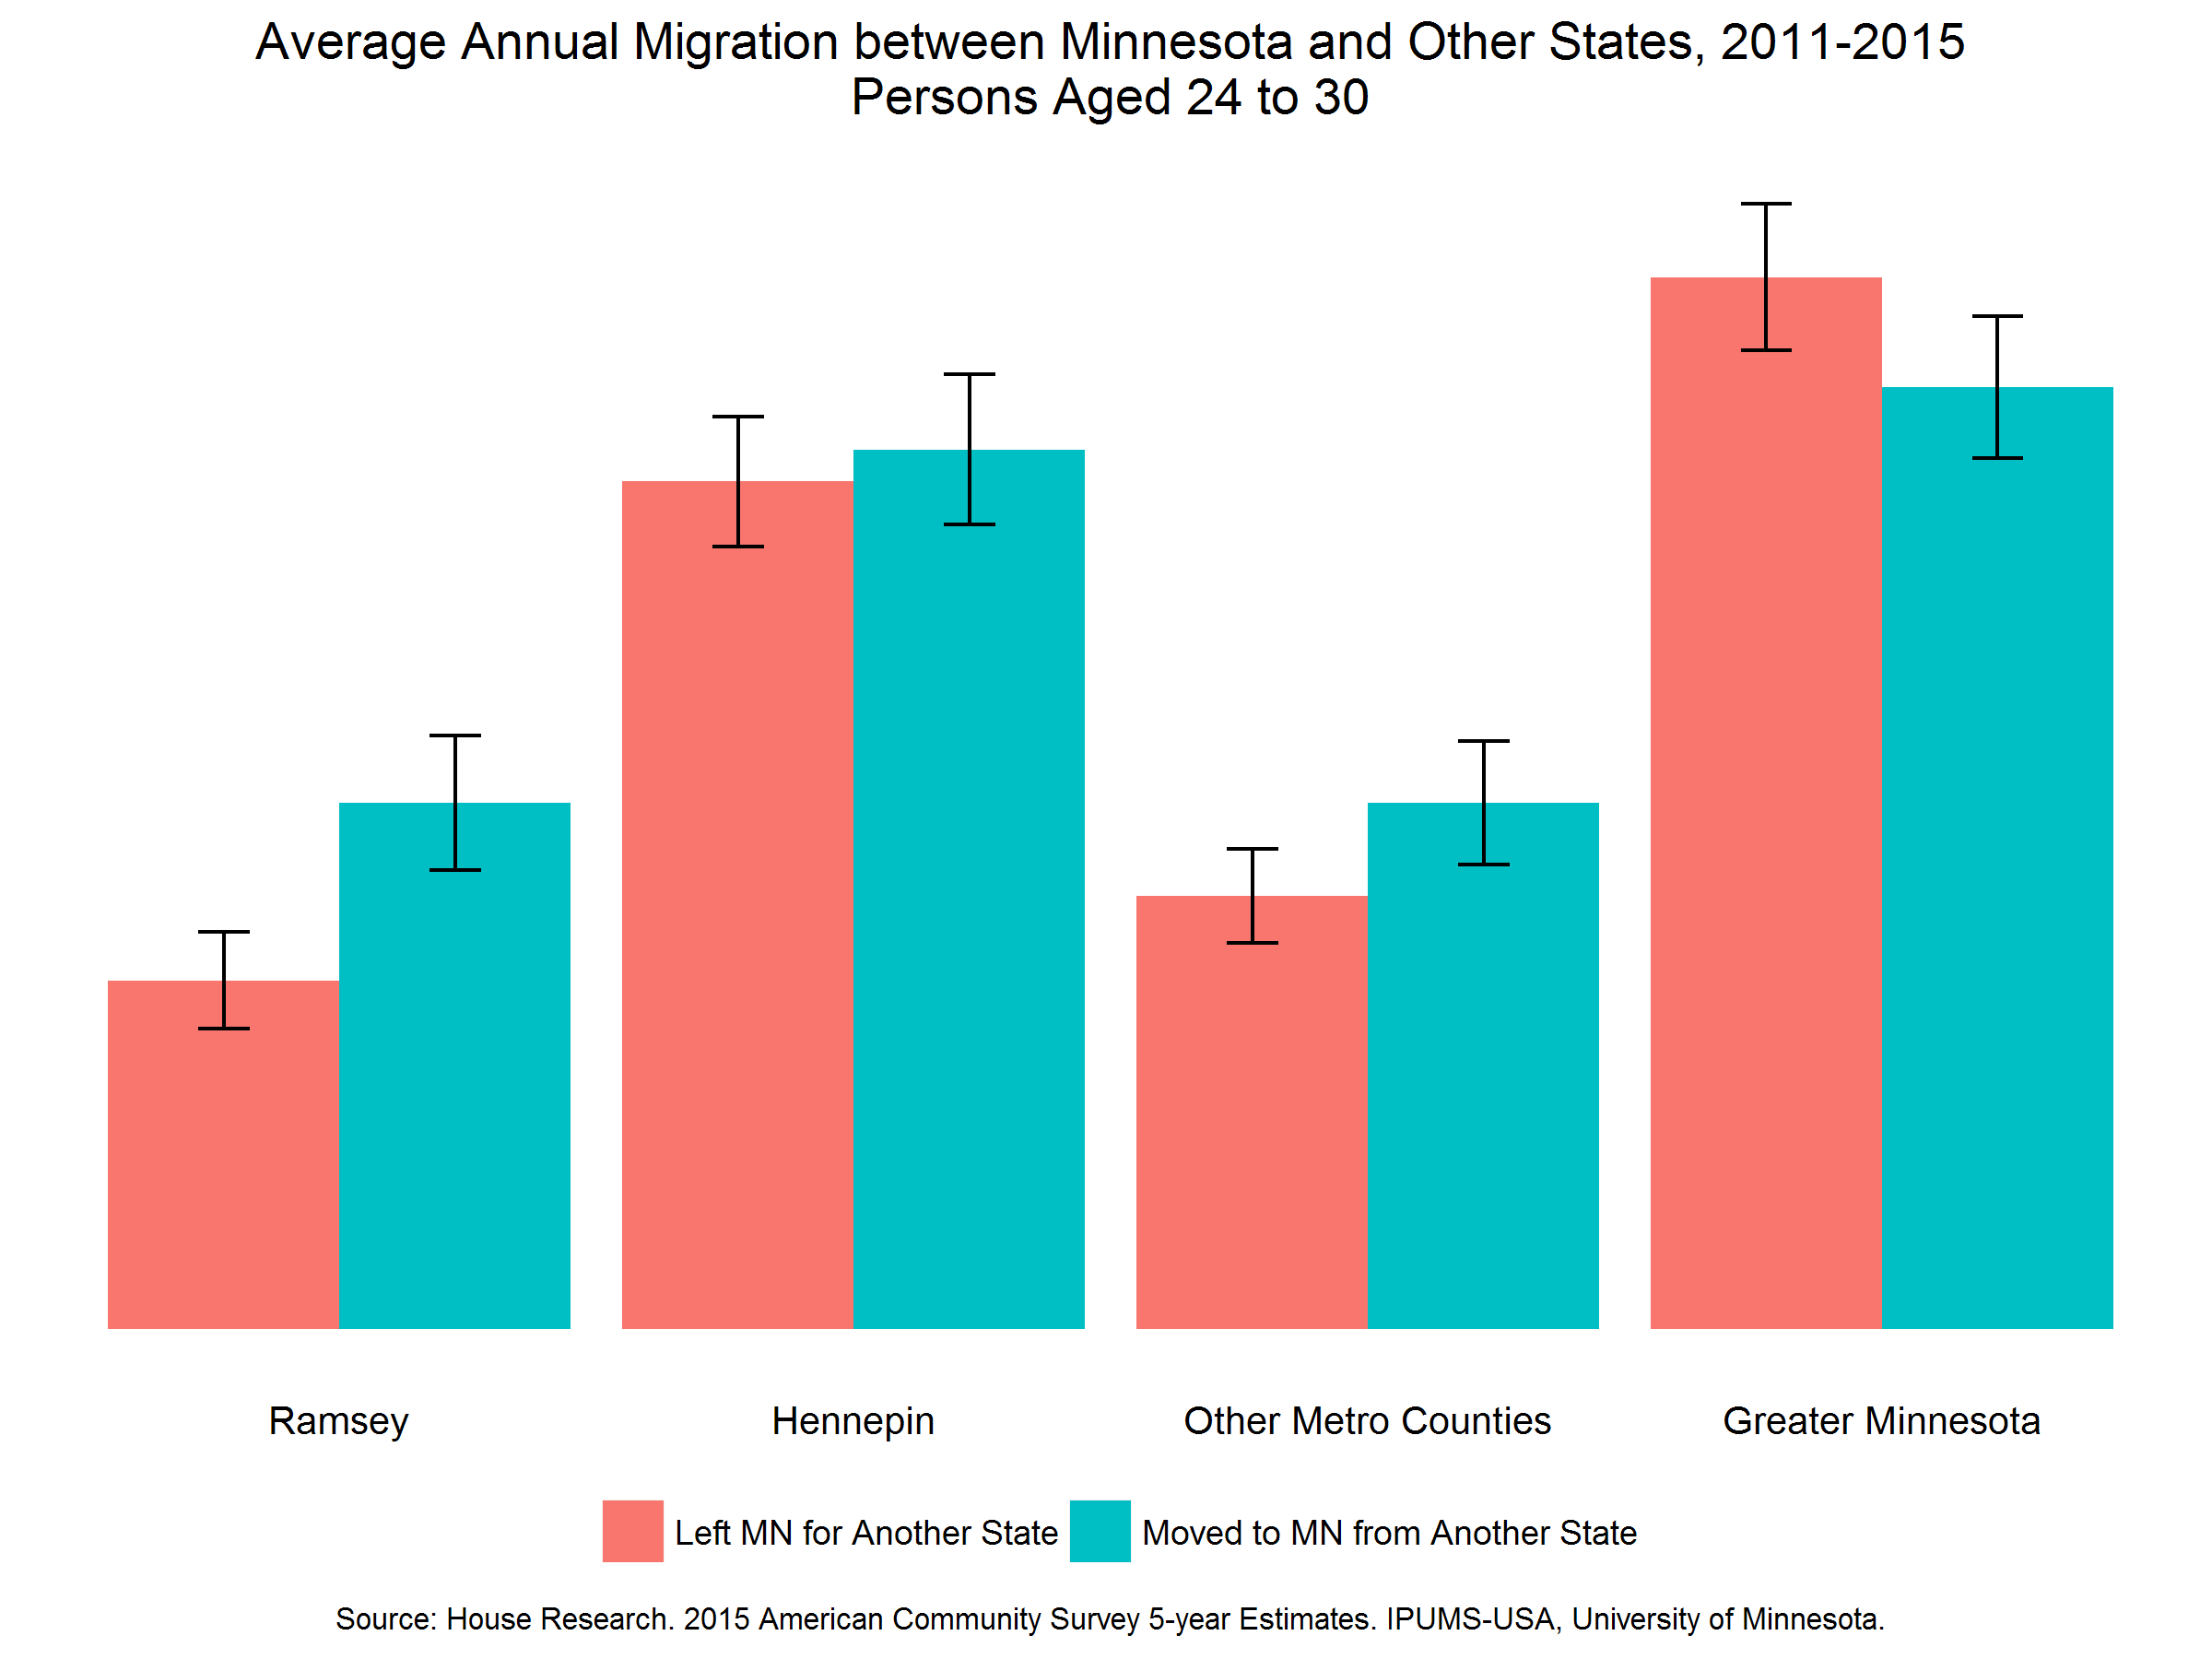 Average Annual Migration between Minnesota and Other States, 2011-2015
Persons Aged 24 to 30
Ramsey
Hennepin
Other Metro Counties
Greater Minnesota
Left MN for Another State
Moved to MN from Another State
Source: House Research. 2015 American Community Survey 5-year Estimates. IPUMS-USA, University of Minnesota.